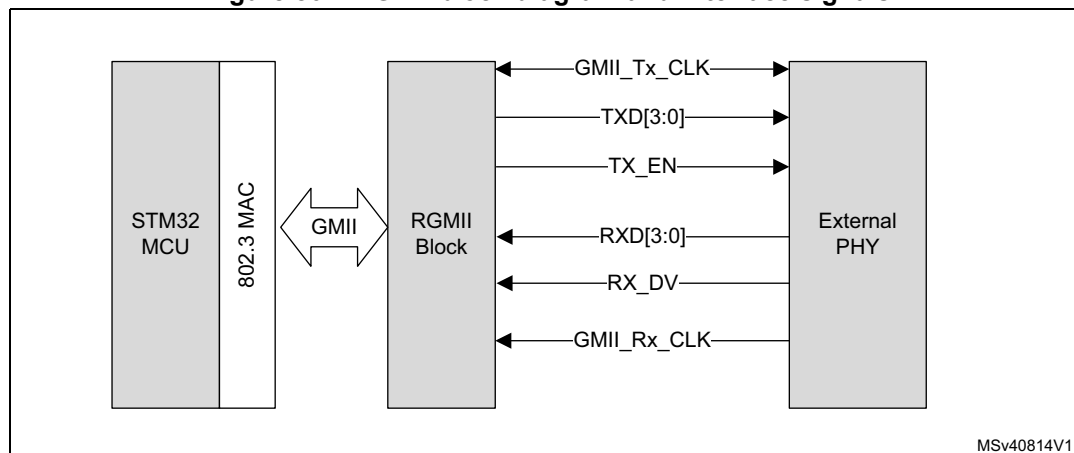 GMII_Tx_CLK
TXD[3:0]
TX_EN
STM32
MCU
802.3 MAC
GMII
RGMII
Block
RXD[3:0]
RX_DV
GMII_Rx_CLK
External
PHY
MSv40814V1